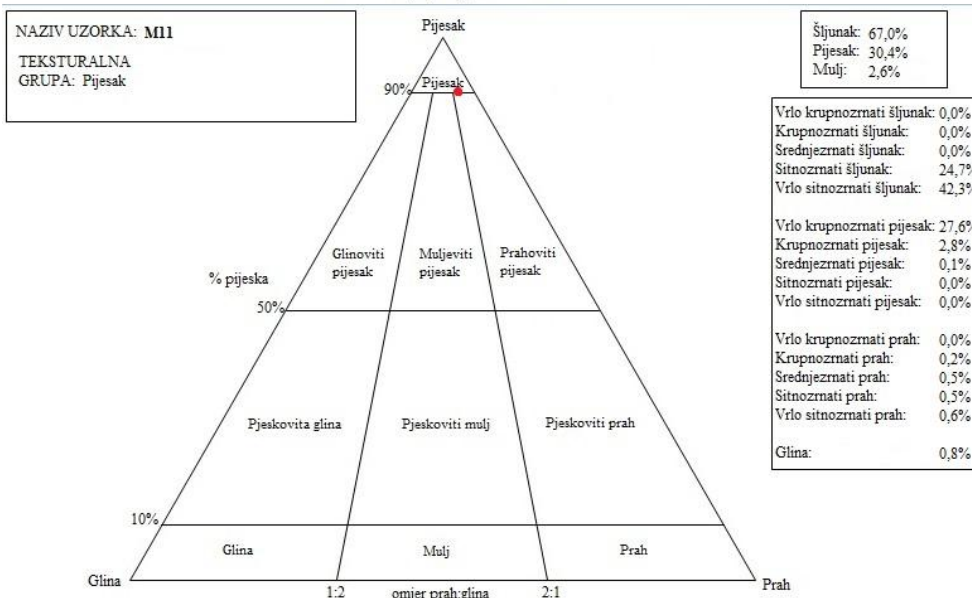 NAZIV UZORKA: M11
TEKSTURALNA
GRUPA: Pijesak
Pijesak
90%
Pijesak
Glinoviti
pijesak
Muljeviti
pijesak
Prahoviti
pijesak
% pijeska
50%
Pjeskovita glina
Pjeskoviti mulj
Pjeskoviti prah
10%
Glina
Mulj
Prah
Glina
1:2
omjer prah:glina
2:1
Prah
Šljunak: 67,0%
Pijesak: 30,4%
Mulj: 2,6%
Vrlo krupnozrnati šljunak: 0,0%
Krupnozrnati šljunak: 0,0%
Srednjezrnati šljunak: 0,0%
Sitnozrnati šljunak: 24,7%
Vrlo sitnozrnati šljunak: 42,3%
Vrlo krupnozrnati pijesak: 27,6%
Krupnozrnati pijesak: 2,8%
Srednjezrnati pijesak: 0,1%
Sitnozrnati pijesak: 0,0%
Vrlo sitnozrnati pijesak: 0,0%
Vrlo krupnozrnati prah: 0,0%
Krupnozrnati prah: 0,2%
Srednjezrnati prah: 0,5%
Sitnozrnati prah: 0,5%
Vrlo sitnozrnati prah: 0,6%
Glina: 0,8%